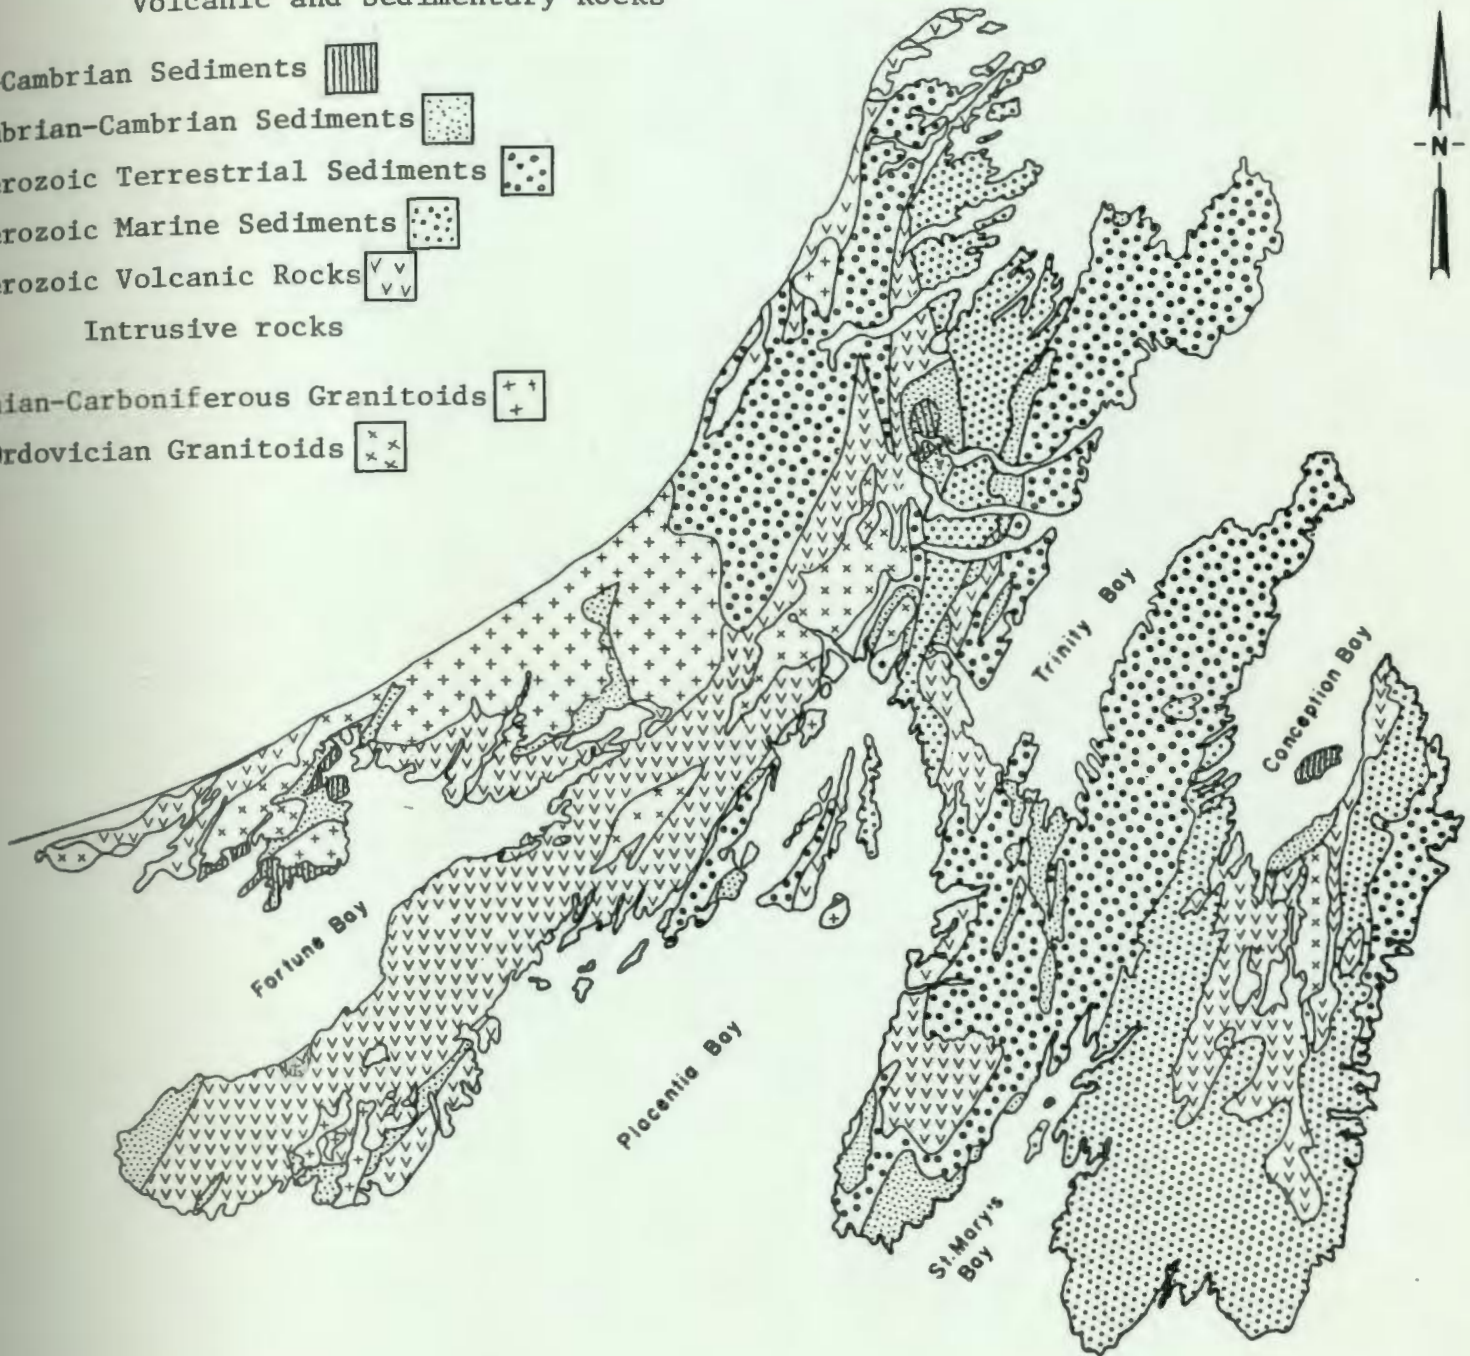 Volcanic and Sedimentary Rocks
-Cambrian Sediments
brian-Cambrian Sediments
rozoic Terrestrial Sediments
rozoic Marine Sediments
rozoic Volcanic Rocks
Intrusive rocks
ian-Carboniferous Granitoids
Ordovician Granitoids
-N-
Trinity Bay
Conception Bay
Fortune Bay
Placentia Bay
St. Mary's
Bay